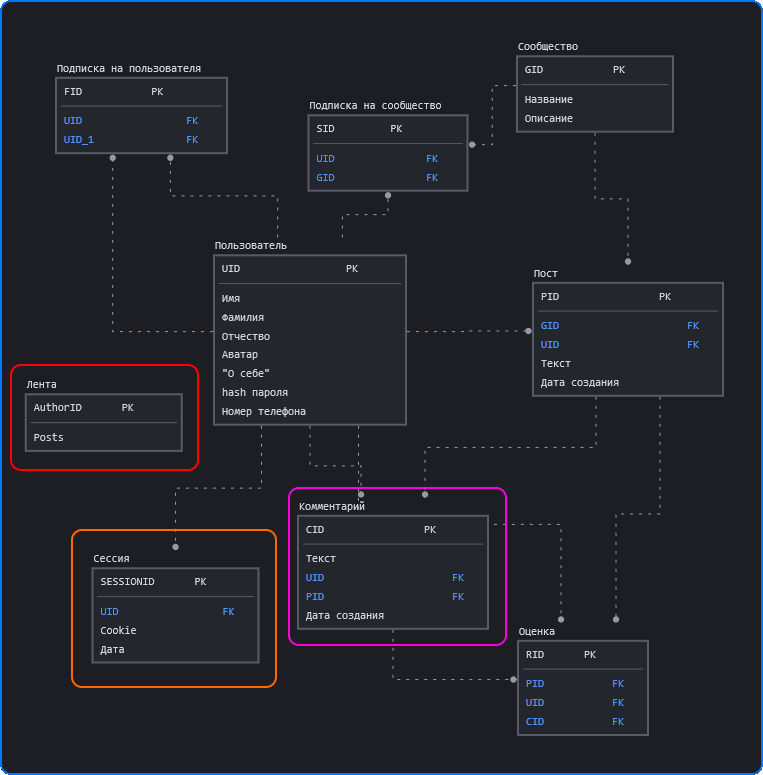 Подписка на пользователя
FID PK
UID FK
UID_1 FK
Подписка на сообщество
SID PK
UID FK
GID FK
Сообщество
GID PK
Название
Описание
Пользователь
UID PK
Имя
Фамилия
Отчество
Аватар
"О себе"
hash пароля
Номер телефона
Пост
PID PK
GID FK
UID FK
Текст
Дата создания
Лента
AuthorID PK
Posts
Сессия
SESSIONID PK
UID FK
Cookie
Дата
Комментарий
CID PK
Текст
UID FK
PID FK
Дата создания
Оценка
RID PK
PID FK
UID FK
CID FK